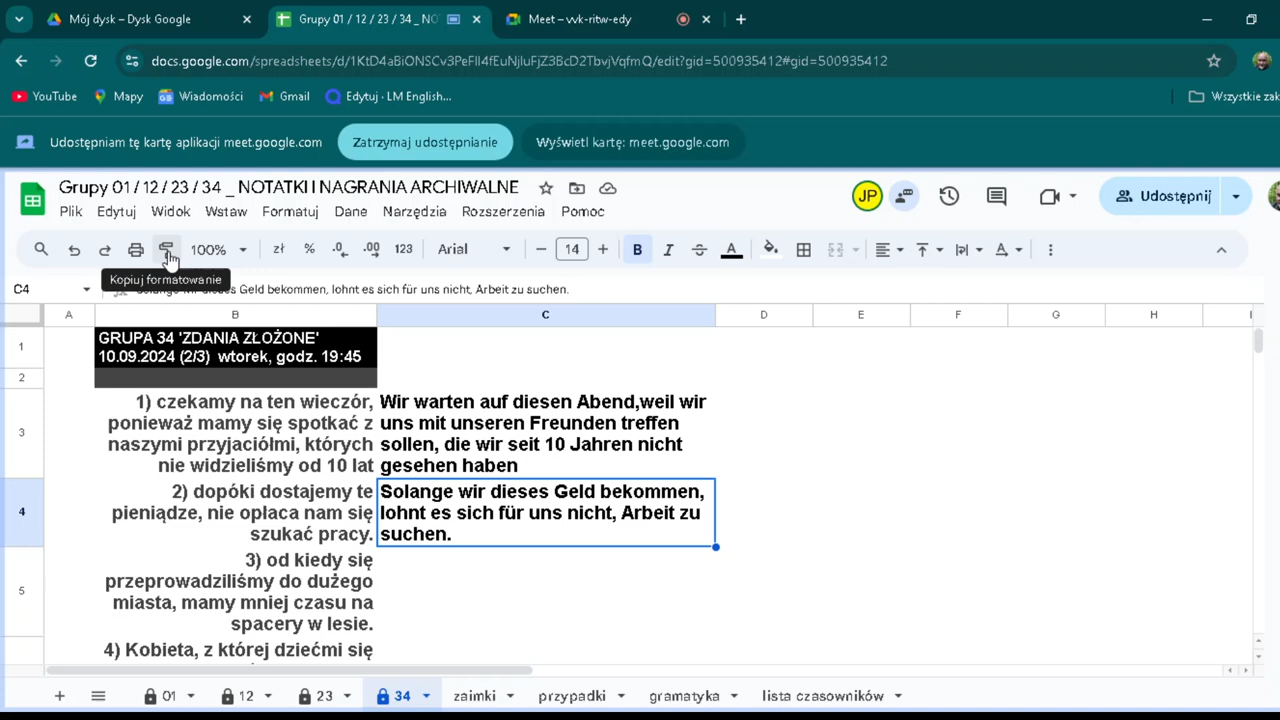 Mój dysk – Dysk Google
Grupy 01 / 12 / 23 / 34 _ NO
Meet – vvk-ritw-edy
docs.google.com/spreadsheets/d/1KtD4aBiONSCv3PeFlI4fEuNjIuFjZ3BcD2TbvjVqfmQ/edit?gid=500935412#gid=500935412
YouTube
Mapy
Wiadomości
Gmail
Edytuj ‹ LM English...
Wszystkie zak
Udostępniam tę kartę aplikacji meet.google.com
Zatrzymaj udostępnianie
Wyświetl kartę: meet.google.com
Grupy 01 / 12 / 23 / 34 _ NOTATKI I NAGRANIA ARCHIWALNE
JP
Udostępnij
Plik Edytuj Widok Wstaw Formatuj Dane Narzędzia Rozszerzenia Pomoc
100% zł % .0 .00 123 Arial − 14 + B I S A
Kopiuj formatowanie
C4
Solange wir dieses Geld bekommen, lohnt es sich für uns nicht, Arbeit zu suchen.
A B C D E F G H I
1
GRUPA 34 'ZDANIA ZŁOŻONE'
10.09.2024 (2/3) wtorek, godz. 19:45
2
3
1) czekamy na ten wieczór,
ponieważ mamy się spotkać z
naszymi przyjaciółmi, których
nie widzieliśmy od 10 lat
Wir warten auf diesen Abend,weil wir
uns mit unseren Freunden treffen
sollen, die wir seit 10 Jahren nicht
gesehen haben
4
2) dopóki dostajemy te
pieniądze, nie opłaca nam się
szukać pracy.
Solange wir dieses Geld bekommen,
lohnt es sich für uns nicht, Arbeit zu
suchen.
5
3) od kiedy się
przeprowadziliśmy do dużego
miasta, mamy mniej czasu na
spacery w lesie.
4) Kobieta, z której dziećmi się
01 12 23 34 zaimki przypadki gramatyka lista czasowników